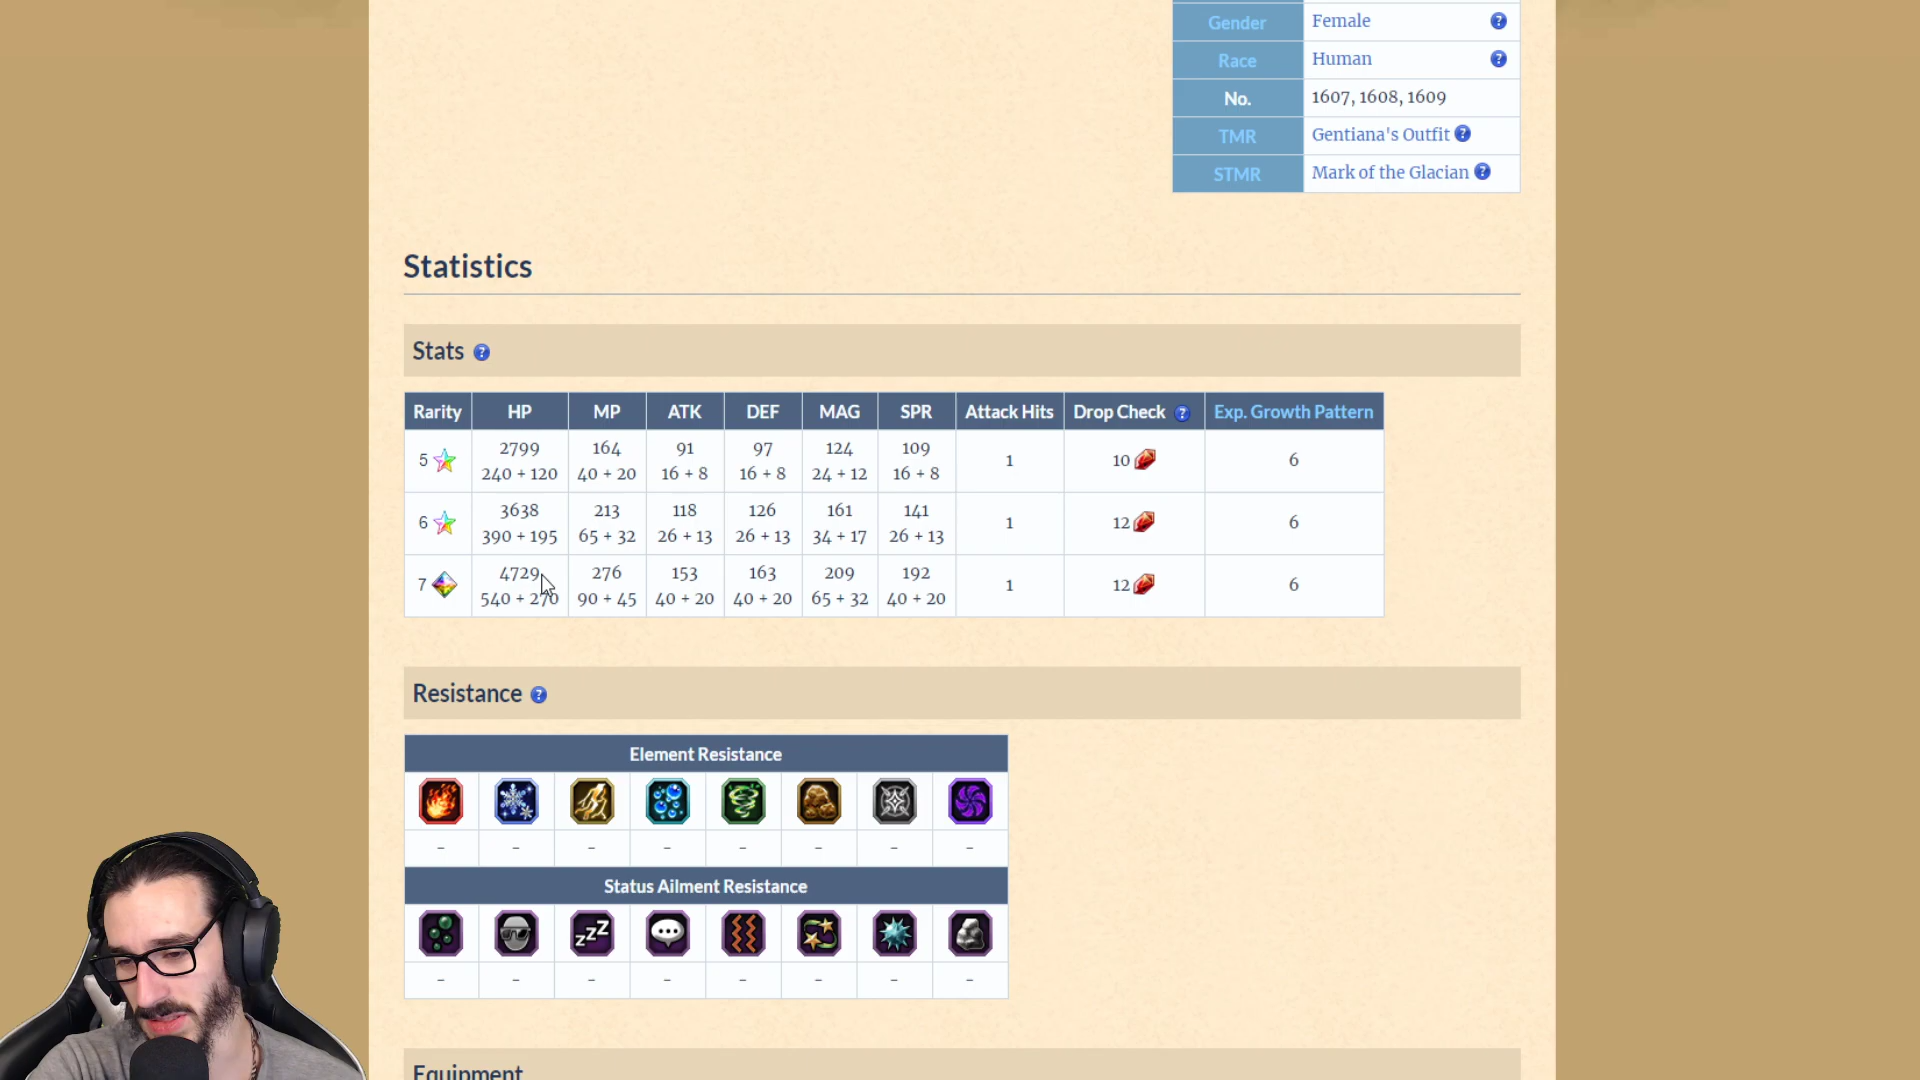 Gender Female ?
Race Human ?
No. 1607, 1608, 1609
TMR Gentiana's Outfit ?
STMR Mark of the Glacian ?
Statistics
Stats ?
Rarity HP MP ATK DEF MAG SPR Attack Hits Drop Check ? Exp. Growth Pattern
5 2799 164 91 97 124 109 1 10 6
240 + 120 40 + 20 16 + 8 16 + 8 24 + 12 16 + 8
6 3638 213 118 126 161 141 1 12 6
390 + 195 65 + 32 26 + 13 26 + 13 34 + 17 26 + 13
7 4729 276 153 163 209 192 1 12 6
540 + 270 90 + 45 40 + 20 40 + 20 65 + 32 40 + 20
Resistance ?
Element Resistance
– – – – – – – –
Status Ailment Resistance
zzz
– – – – – – – –
Equipment